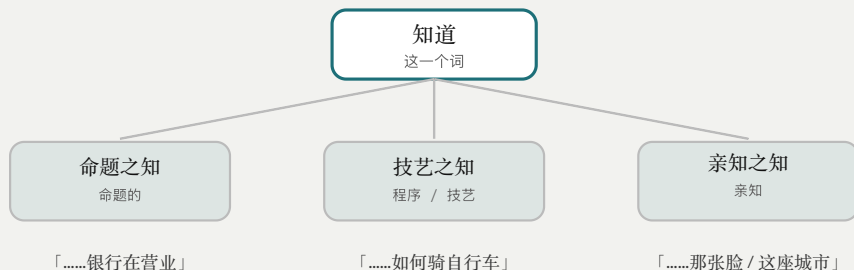 知道
这一个词
命题之知
命题的
技艺之知
程序 / 技艺
亲知之知
亲知
「……银行在营业」
「……如何骑自行车」
「……那张脸 / 这座城市」